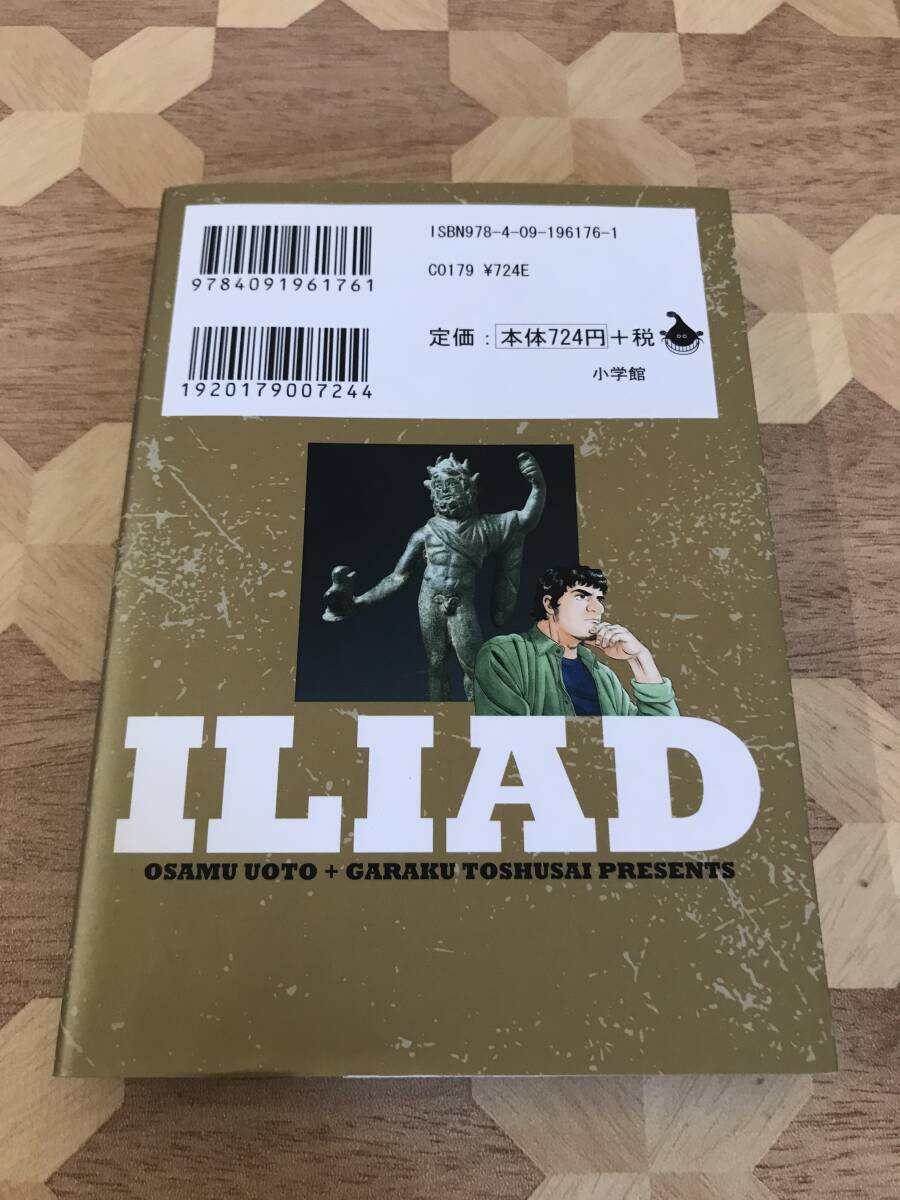 ISBN978-4-09-196176-1
9784091961761
C0179 ¥724E
定価：本体724円＋税
1920179007244
小学館
ILIAD
OSAMU UOTO + GARAKU TOSHUSAI PRESENTS